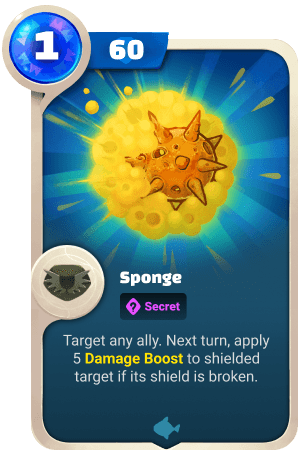 1
60
Sponge
Secret
Target any ally. Next turn, apply
5 Damage Boost to shielded
target if its shield is broken.